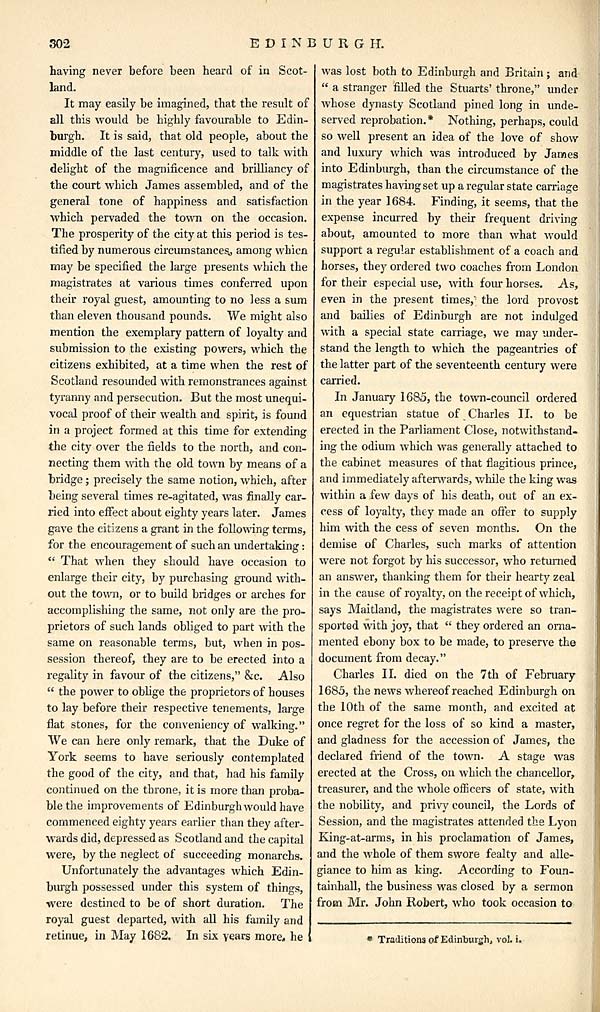 302
EDINBURGH.
having never before been heard of in Scot-
land.
It may easily be imagined, that the result of
all this would be highly favourable to Edin-
burgh. It is said, that old people, about the
middle of the last century, used to talk with
delight of the magnificence and brilliancy of
the court which James assembled, and of the
general tone of happiness and satisfaction
which pervaded the town on the occasion.
The prosperity of the city at this period is tes-
tified by numerous circumstances, among which
may be specified the large presents which the
magistrates at various times conferred upon
their royal guest, amounting to no less a sum
than eleven thousand pounds. We might also
mention the exemplary pattern of loyalty and
submission to the existing powers, which the
citizens exhibited, at a time when the rest of
Scotland resounded with remonstrances against
tyranny and persecution. But the most unequi-
vocal proof of their wealth and spirit, is found
in a project formed at this time for extending
the city over the fields to the north, and con-
necting them with the old town by means of a
bridge; precisely the same notion, which, after
being several times re-agitated, was finally car-
ried into effect about eighty years later. James
gave the citizens a grant in the following terms,
for the encouragement of such an undertaking:
" That when they should have occasion to
enlarge their city, by purchasing ground with-
out the town, or to build bridges or arches for
accomplishing the same, not only are the pro-
prietors of such lands obliged to part with the
same on reasonable terms, but, when in pos-
session thereof, they are to be erected into a
regality in favour of the citizens," &c. Also
" the power to oblige the proprietors of houses
to lay before their respective tenements, large
flat stones, for the conveniency of walking."
We can here only remark, that the Duke of
York seems to have seriously contemplated
the good of the city, and that, had his family
continued on the throne, it is more than proba-
ble the improvements of Edinburgh would have
commenced eighty years earlier than they after-
wards did, depressed as Scotland and the capital
were, by the neglect of succeeding monarchs.
Unfortunately the advantages which Edin-
burgh possessed under this system of things,
were destined to be of short duration. The
royal guest departed, with all his family and
retinue, in May 1682. In six years more, he
was lost both to Edinburgh and Britain; and
" a stranger filled the Stuarts' throne," under
whose dynasty Scotland pined long in unde-
served reprobation.* Nothing, perhaps, could
so well present an idea of the love of show
and luxury which was introduced by James
into Edinburgh, than the circumstance of the
magistrates having set up a regular state carriage
in the year 1684. Finding, it seems, that the
expense incurred by their frequent driving
about, amounted to more than what would
support a regular establishment of a coach and
horses, they ordered two coaches from London
for their especial use, with four horses. As,
even in the present times, the lord provost
and bailies of Edinburgh are not indulged
with a special state carriage, we may under-
stand the length to which the pageantries of
the latter part of the seventeenth century were
carried.
In January 1685, the town-council ordered
an equestrian statue of Charles II. to be
erected in the Parliament Close, notwithstand-
ing the odium which was generally attached to
the cabinet measures of that flagitious prince,
and immediately afterwards, while the king was
within a few days of his death, out of an ex-
cess of loyalty, they made an offer to supply
him with the cess of seven months. On the
demise of Charles, such marks of attention
were not forgot by his successor, who returned
an answer, thanking them for their hearty zeal
in the cause of royalty, on the receipt of which,
says Maitland, the magistrates were so tran-
sported with joy, that " they ordered an orna-
mented ebony box to be made, to preserve the
document from decay."
Charles II. died on the 7th of February
1685, the news whereof reached Edinburgh on
the 10th of the same month, and excited at
once regret for the loss of so kind a master,
and gladness for the accession of James, the
declared friend of the town. A stage was
erected at the Cross, on which the chancellor,
treasurer, and the whole officers of state, with
the nobility, and privy council, the Lords of
Session, and the magistrates attended the Lyon
King-at-arms, in his proclamation of James,
and the whole of them swore fealty and alle-
giance to him as king. According to Foun-
tainhall, the business was closed by a sermon
from Mr. John Robert, who took occasion to
* Traditions of Edinburgh, vol. i.